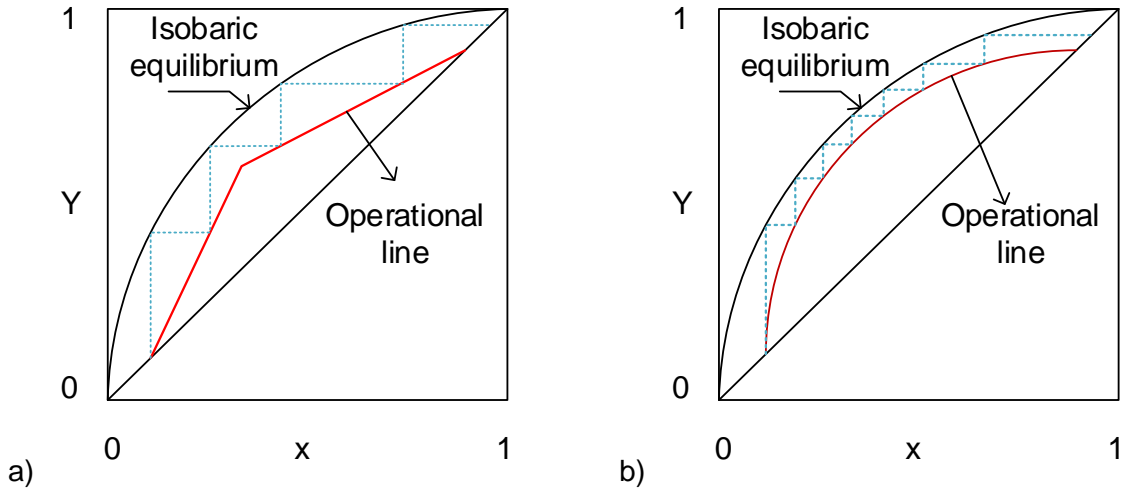 1
Isobaric
equilibrium
Y
Operational
line
0
0
x
1
a)
1
Isobaric
equilibrium
Y
Operational
line
0
0
x
1
b)